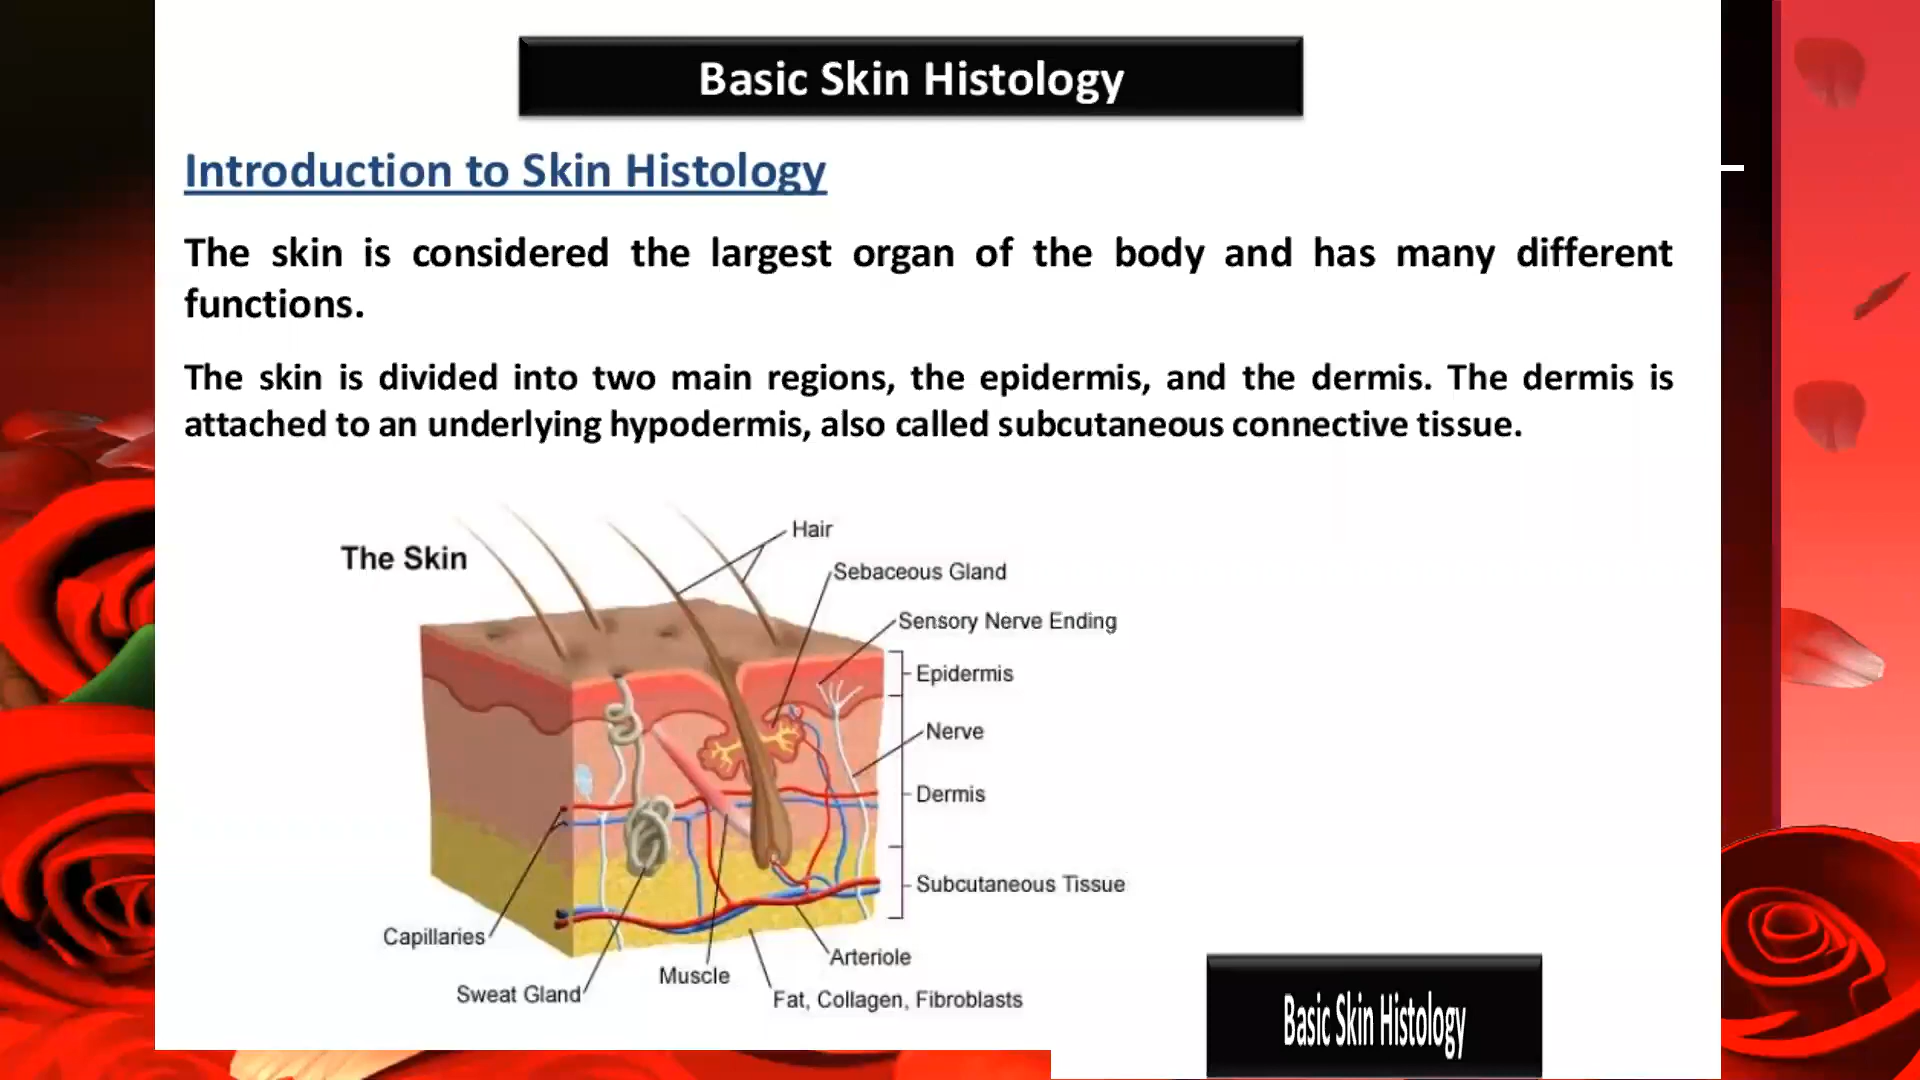 Basic Skin Histology
Introduction to Skin Histology
The skin is considered the largest organ of the body and has many different
functions.
The skin is divided into two main regions, the epidermis, and the dermis. The dermis is
attached to an underlying hypodermis, also called subcutaneous connective tissue.
The Skin
Hair
Sebaceous Gland
Sensory Nerve Ending
Epidermis
Nerve
Dermis
Subcutaneous Tissue
Capillaries
Sweat Gland
Muscle
Arteriole
Fat, Collagen, Fibroblasts
Basic Skin Histology